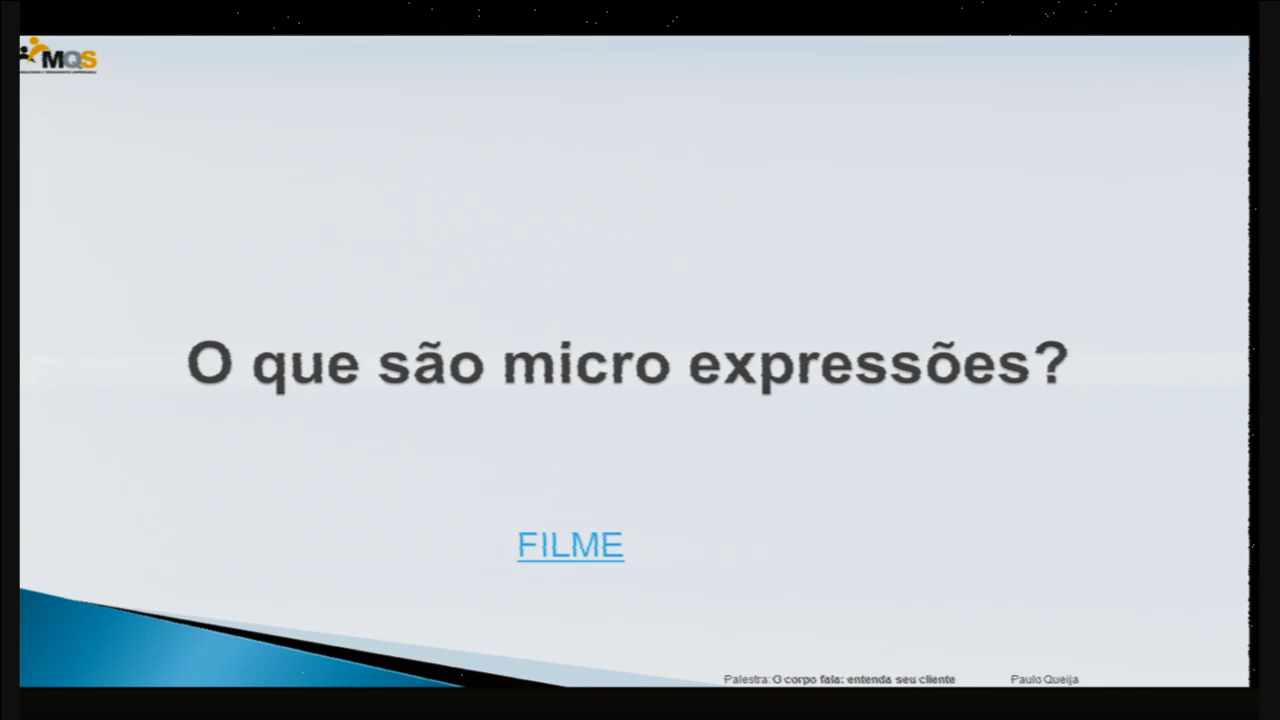 MQS
O que são micro expressões?
FILME
Palestra: O corpo fala: entenda seu cliente Paulo Queija